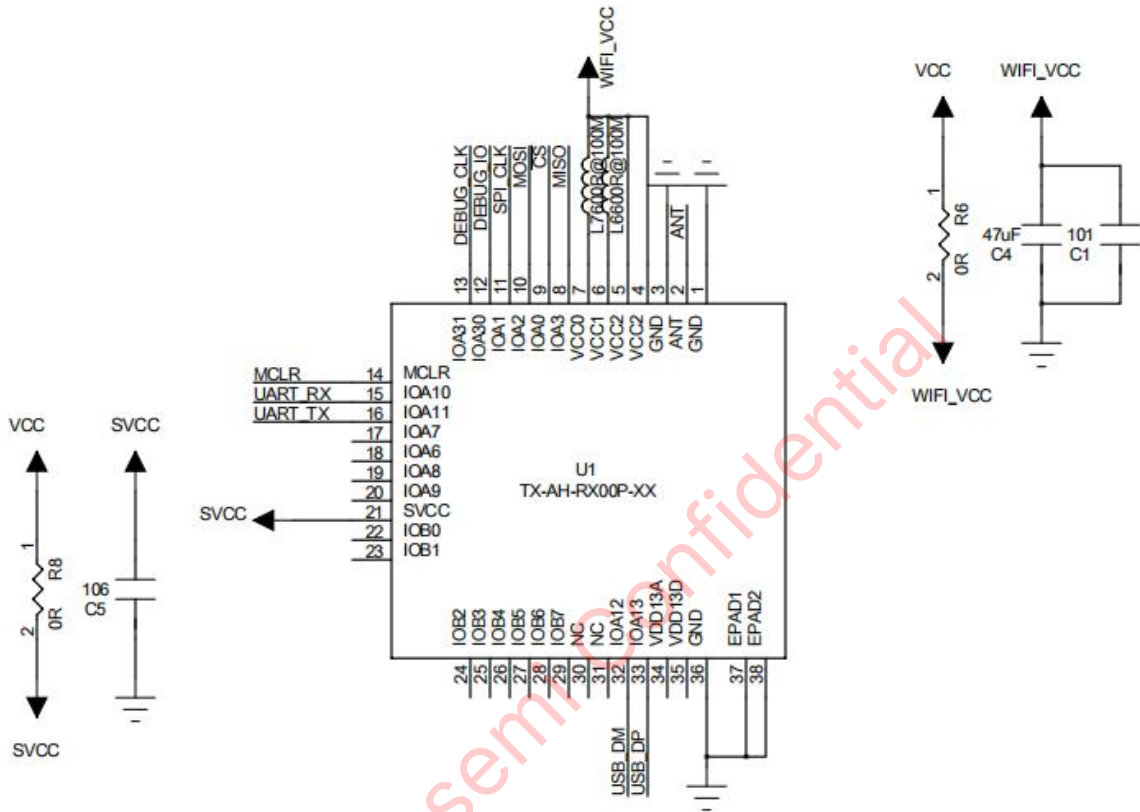 WIFI_VCC
VCC
WIFI_VCC
DEBUG_CLK
DEBUG_IO
SPI_CLK
MOSI
CS
MISO
L7600R@100M
L6600R@100M
ANT
1
R6
2
0R
47uF
C4
101
C1
WIFI_VCC
13
12
11
10
9
8
7
6
5
4
3
2
1
IOA31
IOA30
IOA1
IOA2
IOA0
IOA3
VCC0
VCC1
VCC2
VCC2
GND
ANT
GND
MCLR 14 MCLR
UART_RX 15 IOA10
UART_TX 16 IOA11
17 IOA7
18 IOA6
19 IOA8
20 IOA9
SVCC 21 SVCC
22 IOB0
23 IOB1
U1
TX-AH-RX00P-XX
VCC
SVCC
1
R8
2
0R
106
C5
SVCC
IOB2
IOB3
IOB4
IOB5
IOB6
IOB7
NC
NC
IOA12
IOA13
VDD13A
VDD13D
GND
EPAD1
EPAD2
24
25
26
27
28
29
30
31
32
33
34
35
36
37
38
USB_DM
USB_DP
semi Confidential